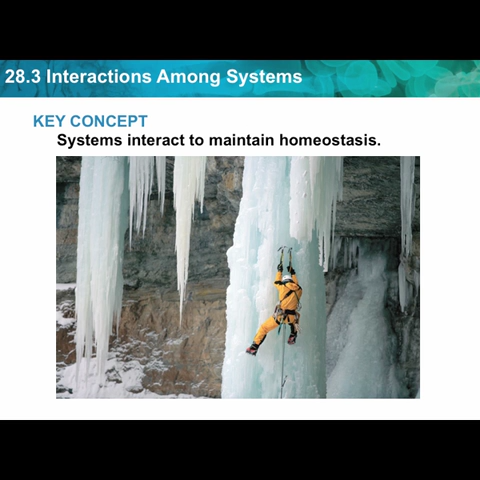 28.3 Interactions Among Systems
KEY CONCEPT
Systems interact to maintain homeostasis.